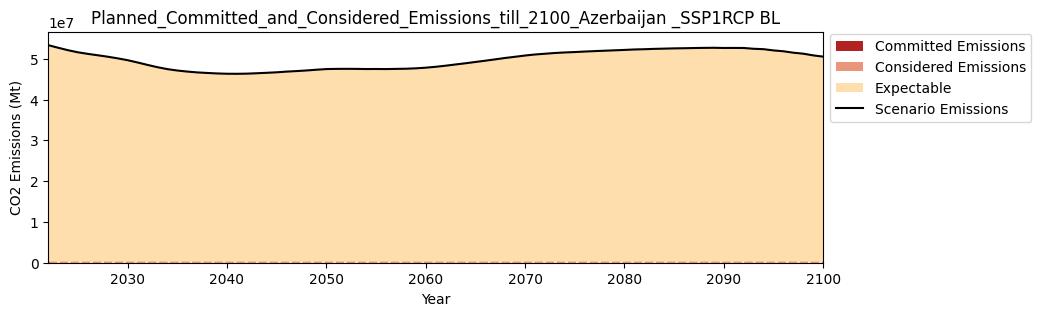 Planned_Committed_and_Considered_Emissions_till_2100_Azerbaijan _SSP1RCP BL
1e7
5
4
3
2
1
0
CO2 Emissions (Mt)
2030 2040 2050 2060 2070 2080 2090 2100
Year
Committed Emissions
Considered Emissions
Expectable
Scenario Emissions